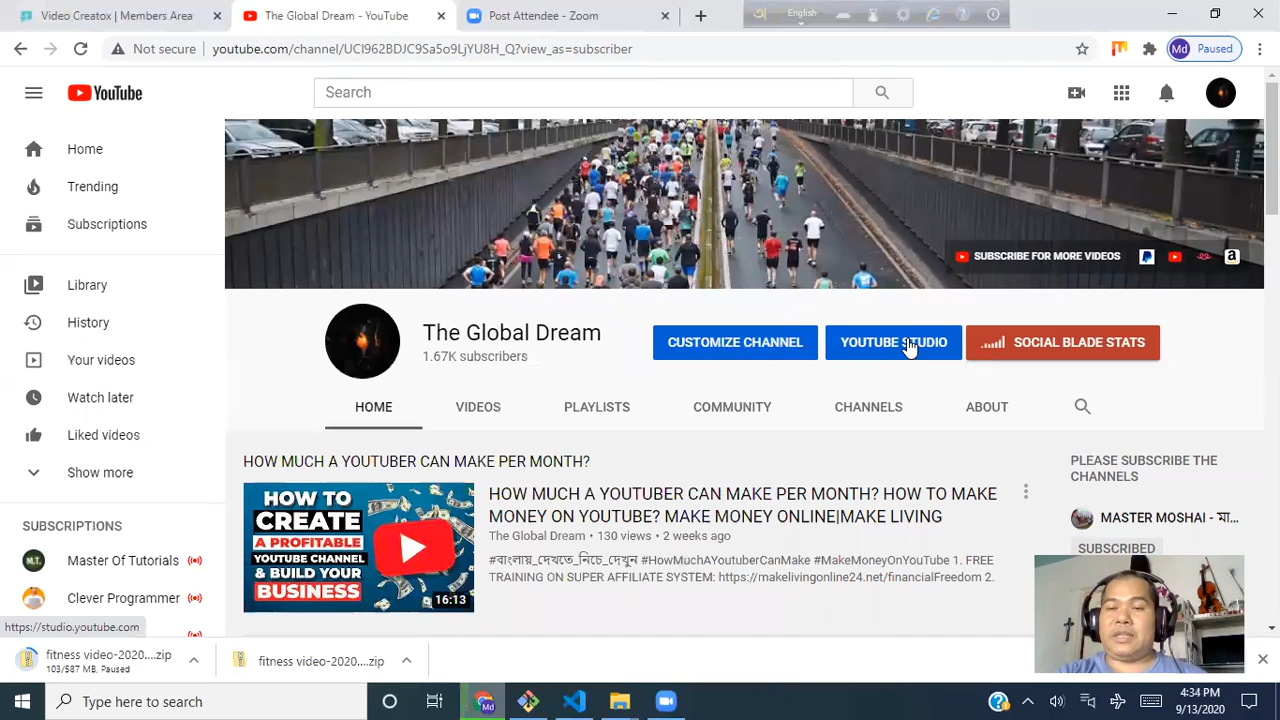 Video Creatives | Members Area
The Global Dream - YouTube
Post Attendee - Zoom
English
Not secure
youtube.com/channel/UCl962BDJC9Sa5o9LjYU8H_Q?view_as=subscriber
Md
Paused
YouTube
Search
Home
Trending
Subscriptions
Library
History
Your videos
Watch later
Liked videos
Show more
SUBSCRIPTIONS
Master Of Tutorials
Clever Programmer
SUBSCRIBE FOR MORE VIDEOS
The Global Dream
1.67K subscribers
CUSTOMIZE CHANNEL
YOUTUBE STUDIO
SOCIAL BLADE STATS
HOME
VIDEOS
PLAYLISTS
COMMUNITY
CHANNELS
ABOUT
HOW MUCH A YOUTUBER CAN MAKE PER MONTH?
HOW TO
CREATE
A PROFITABLE
YOUTUBE CHANNEL
& BUILD YOUR
BUSINESS
16:13
HOW MUCH A YOUTUBER CAN MAKE PER MONTH? HOW TO MAKE
MONEY ON YOUTUBE? MAKE MONEY ONLINE|MAKE LIVING
The Global Dream • 130 views • 2 weeks ago
#বাংলায়_দেখতে_নিচে_দেখুন #HowMuchAYoutuberCanMake #MakeMoneyOnYouTube 1. FREE
TRAINING ON SUPER AFFILIATE SYSTEM: https://makelivingonline24.net/financialFreedom 2.
PLEASE SUBSCRIBE THE
CHANNELS
MASTER MOSHAI - মা...
SUBSCRIBED
https://studio.youtube.com
fitness video-2020....zip
103/587 MB, Paused
fitness video-2020....zip
Type here to search
Md
4:34 PM
9/13/2020